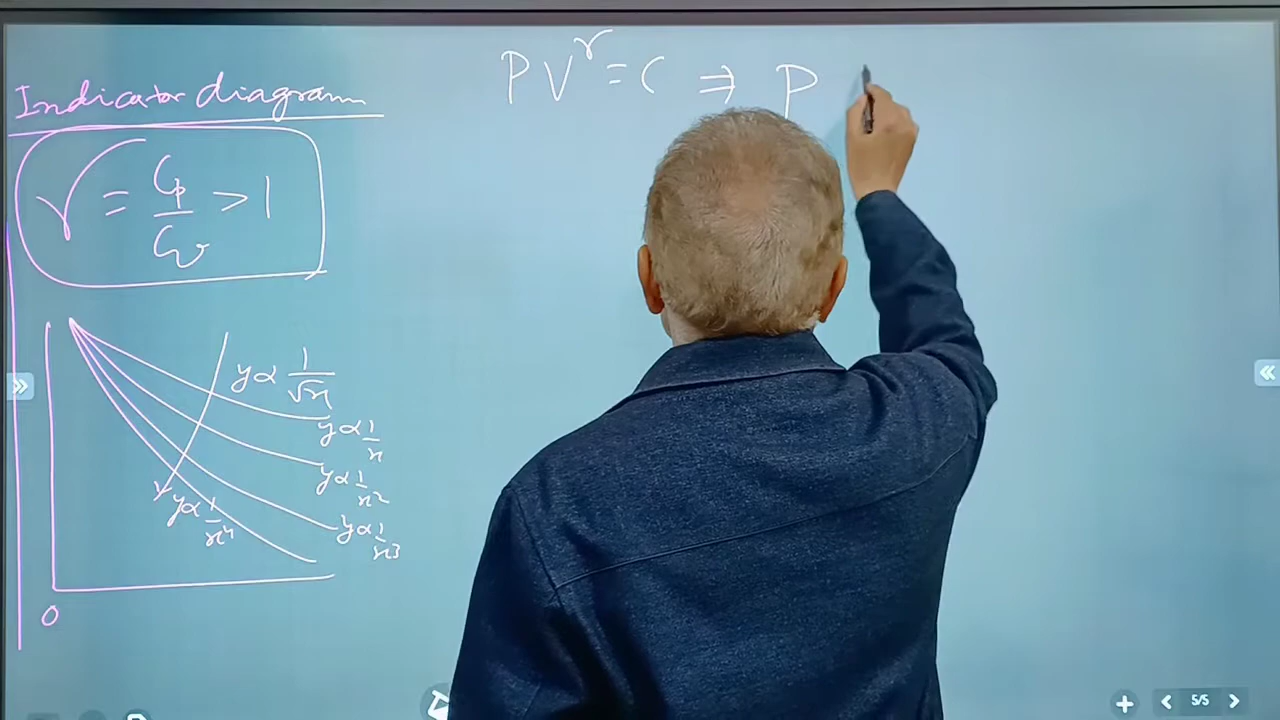 Indicator diagram
γ = Cp/Cv > 1
PV^γ = C ⇒ P
y ∝ 1/√x
y ∝ 1/x
y ∝ 1/x²
y ∝ 1/x³
y ∝ 1/x⁴
0
5/5